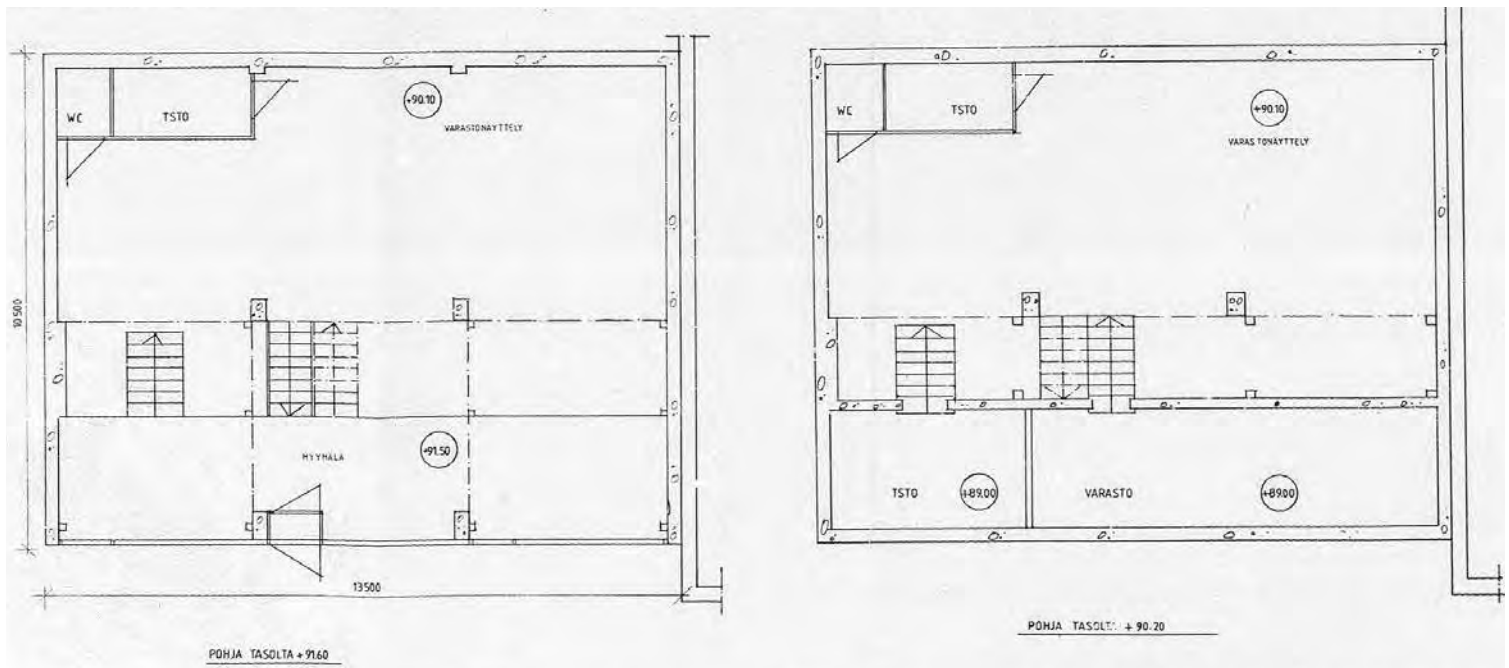 WC
TSTO
+90.10
VARASTONÄYTTELY
10500
MYYMÄLÄ
+91.50
13500
POHJA TASOLTA +91.60
WC
TSTO
+90.10
VARASTONÄYTTELY
TSTO
+89.00
VARASTO
+89.00
POHJA TASOLTA +90.20